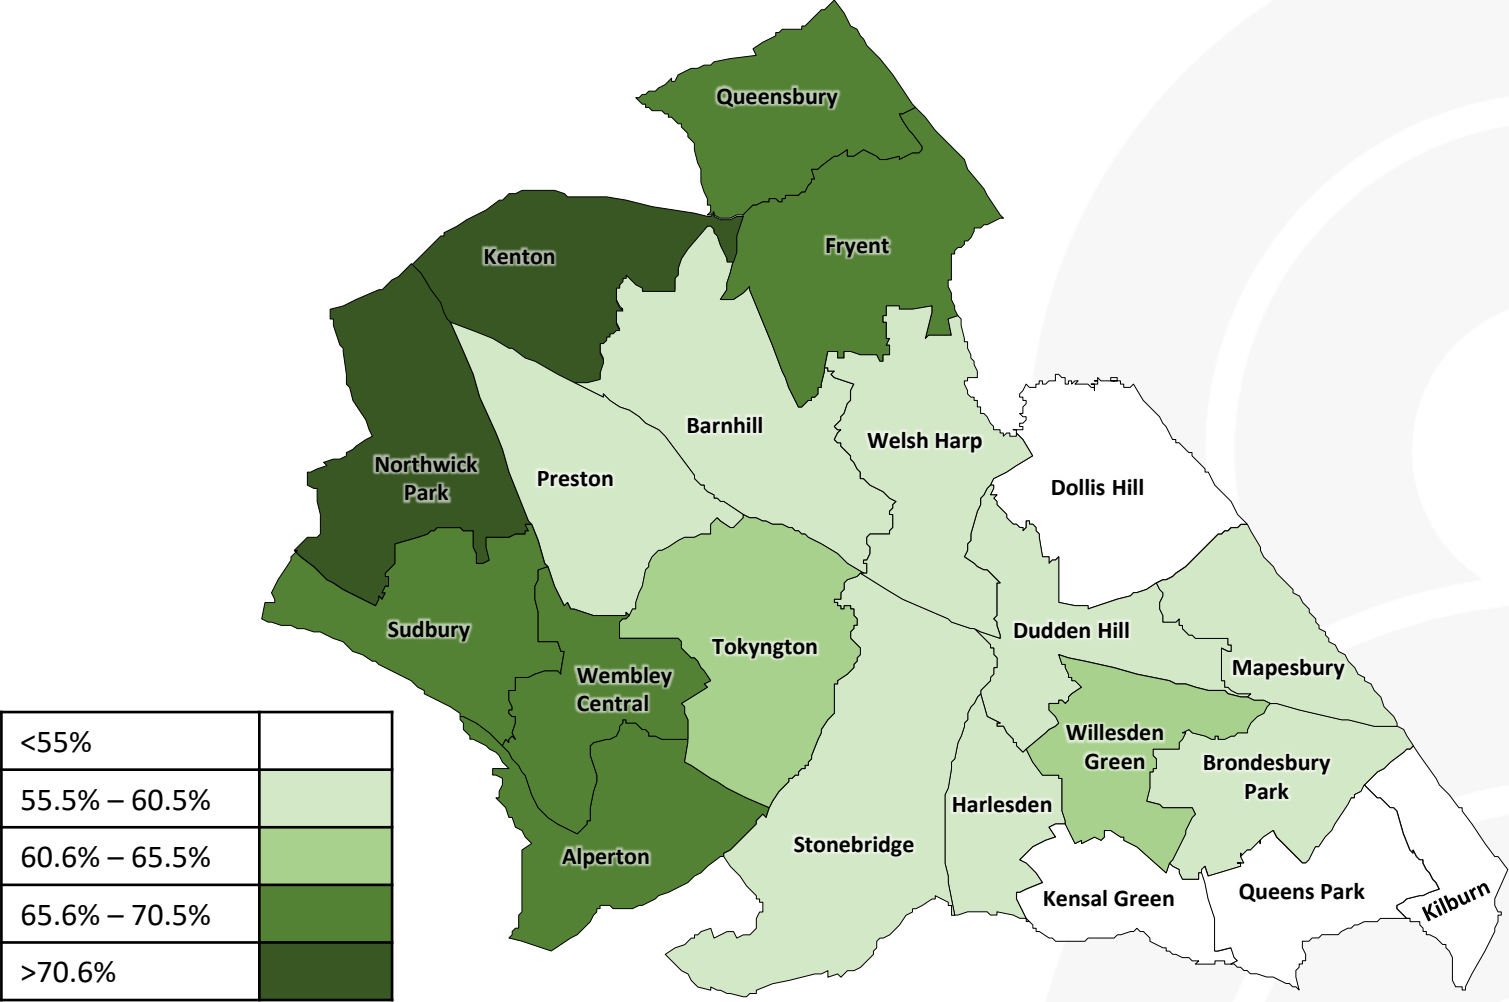 Queensbury
Fryent
Kenton
Barnhill
Welsh Harp
Northwick
Park
Preston
Dollis Hill
Sudbury
Tokyngton
Dudden Hill
Mapesbury
Wembley
Central
Willesden
Green
Brondesbury
Park
Harlesden
Stonebridge
Alperton
Kensal Green
Queens Park
Kilburn
<55%
55.5% – 60.5%
60.6% – 65.5%
65.6% – 70.5%
>70.6%